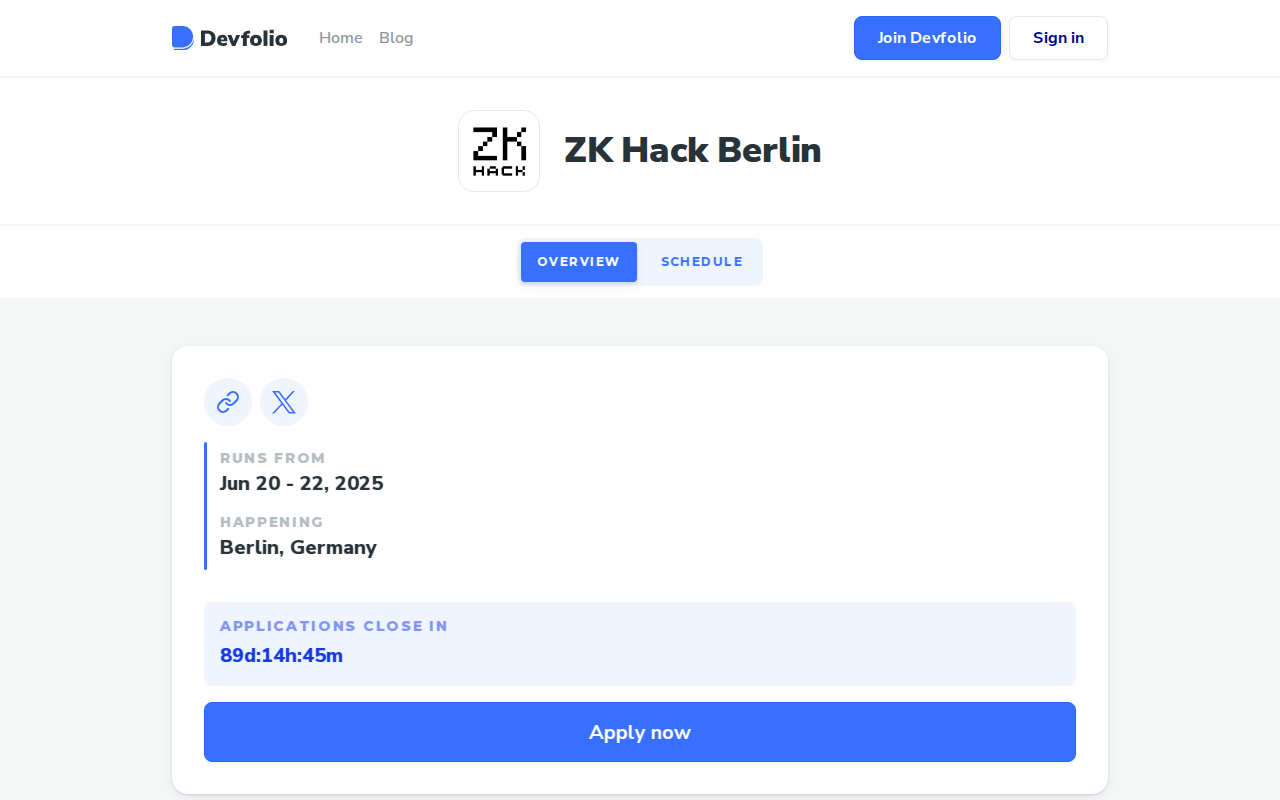 Devfolio
Home
Blog
Join Devfolio
Sign in
ZK
HACK
ZK Hack Berlin
OVERVIEW
SCHEDULE
RUNS FROM
Jun 20 - 22, 2025
HAPPENING
Berlin, Germany
APPLICATIONS CLOSE IN
89d:14h:45m
Apply now